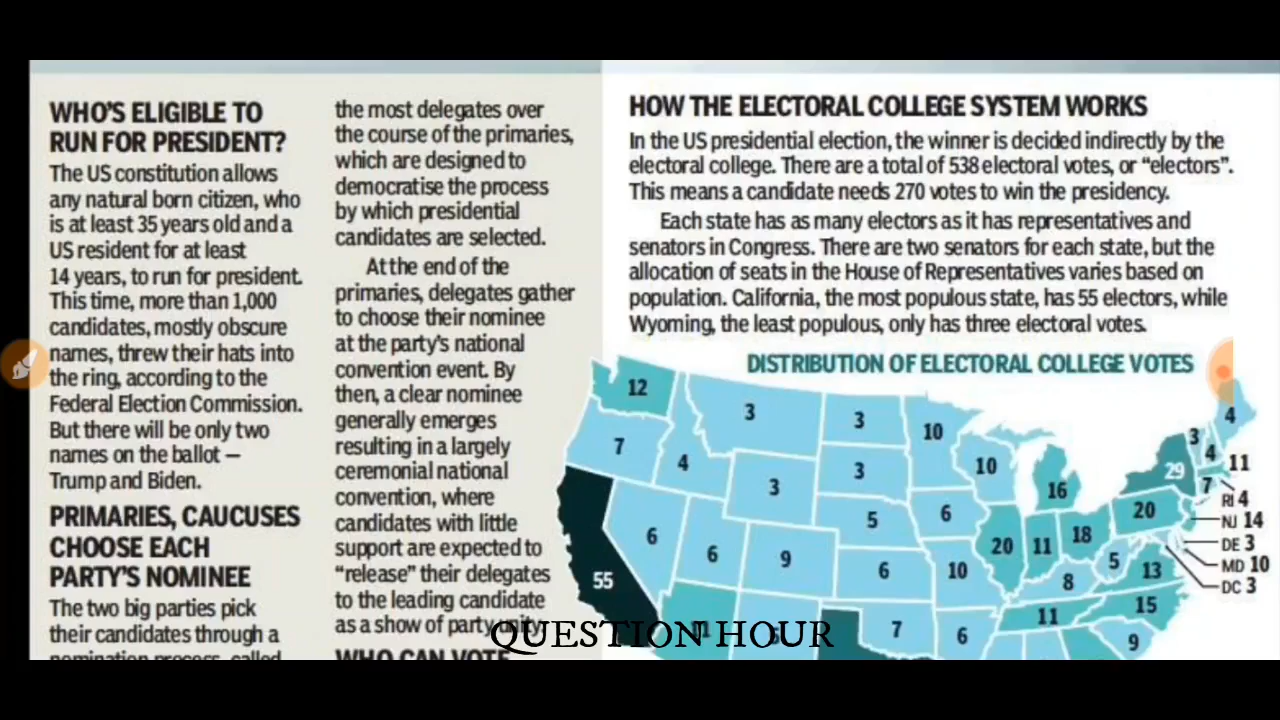 WHO'S ELIGIBLE TO
RUN FOR PRESIDENT?
The US constitution allows
any natural born citizen, who
is at least 35 years old and a
US resident for at least
14 years, to run for president.
This time, more than 1,000
candidates, mostly obscure
names, threw their hats into
the ring, according to the
Federal Election Commission.
But there will be only two
names on the ballot —
Trump and Biden.
PRIMARIES, CAUCUSES
CHOOSE EACH
PARTY'S NOMINEE
The two big parties pick
their candidates through a
nomination process, called
the most delegates over
the course of the primaries,
which are designed to
democratise the process
by which presidential
candidates are selected.
At the end of the
primaries, delegates gather
to choose their nominee
at the party's national
convention event. By
then, a clear nominee
generally emerges
resulting in a largely
ceremonial national
convention, where
candidates with little
support are expected to
"release" their delegates
to the leading candidate
as a show of party unity.
WHO CAN VOTE
HOW THE ELECTORAL COLLEGE SYSTEM WORKS
In the US presidential election, the winner is decided indirectly by the
electoral college. There are a total of 538 electoral votes, or "electors".
This means a candidate needs 270 votes to win the presidency.
Each state has as many electors as it has representatives and
senators in Congress. There are two senators for each state, but the
allocation of seats in the House of Representatives varies based on
population. California, the most populous state, has 55 electors, while
Wyoming, the least populous, only has three electoral votes.
DISTRIBUTION OF ELECTORAL COLLEGE VOTES
12
3
3
10
4
7
4
3
10
3
4
11
3
29
7
16
RI 4
5
6
20
NJ 14
6
6
9
20
11
18
DE 3
55
6
10
5
13
MD 10
8
DC 3
11
15
7
6
9
11
QUESTION HOUR